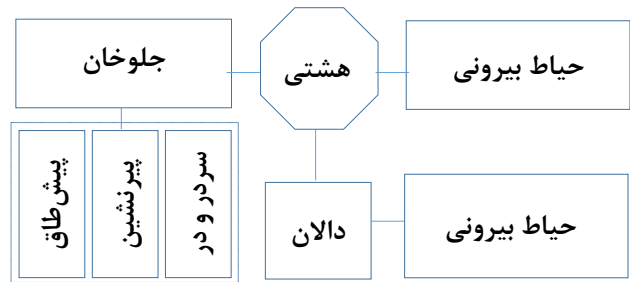 حیاط بیرونی
هشتی
جلوخان
سردر و در
پیرنشین
پیش‌طاق
حیاط بیرونی
دالان